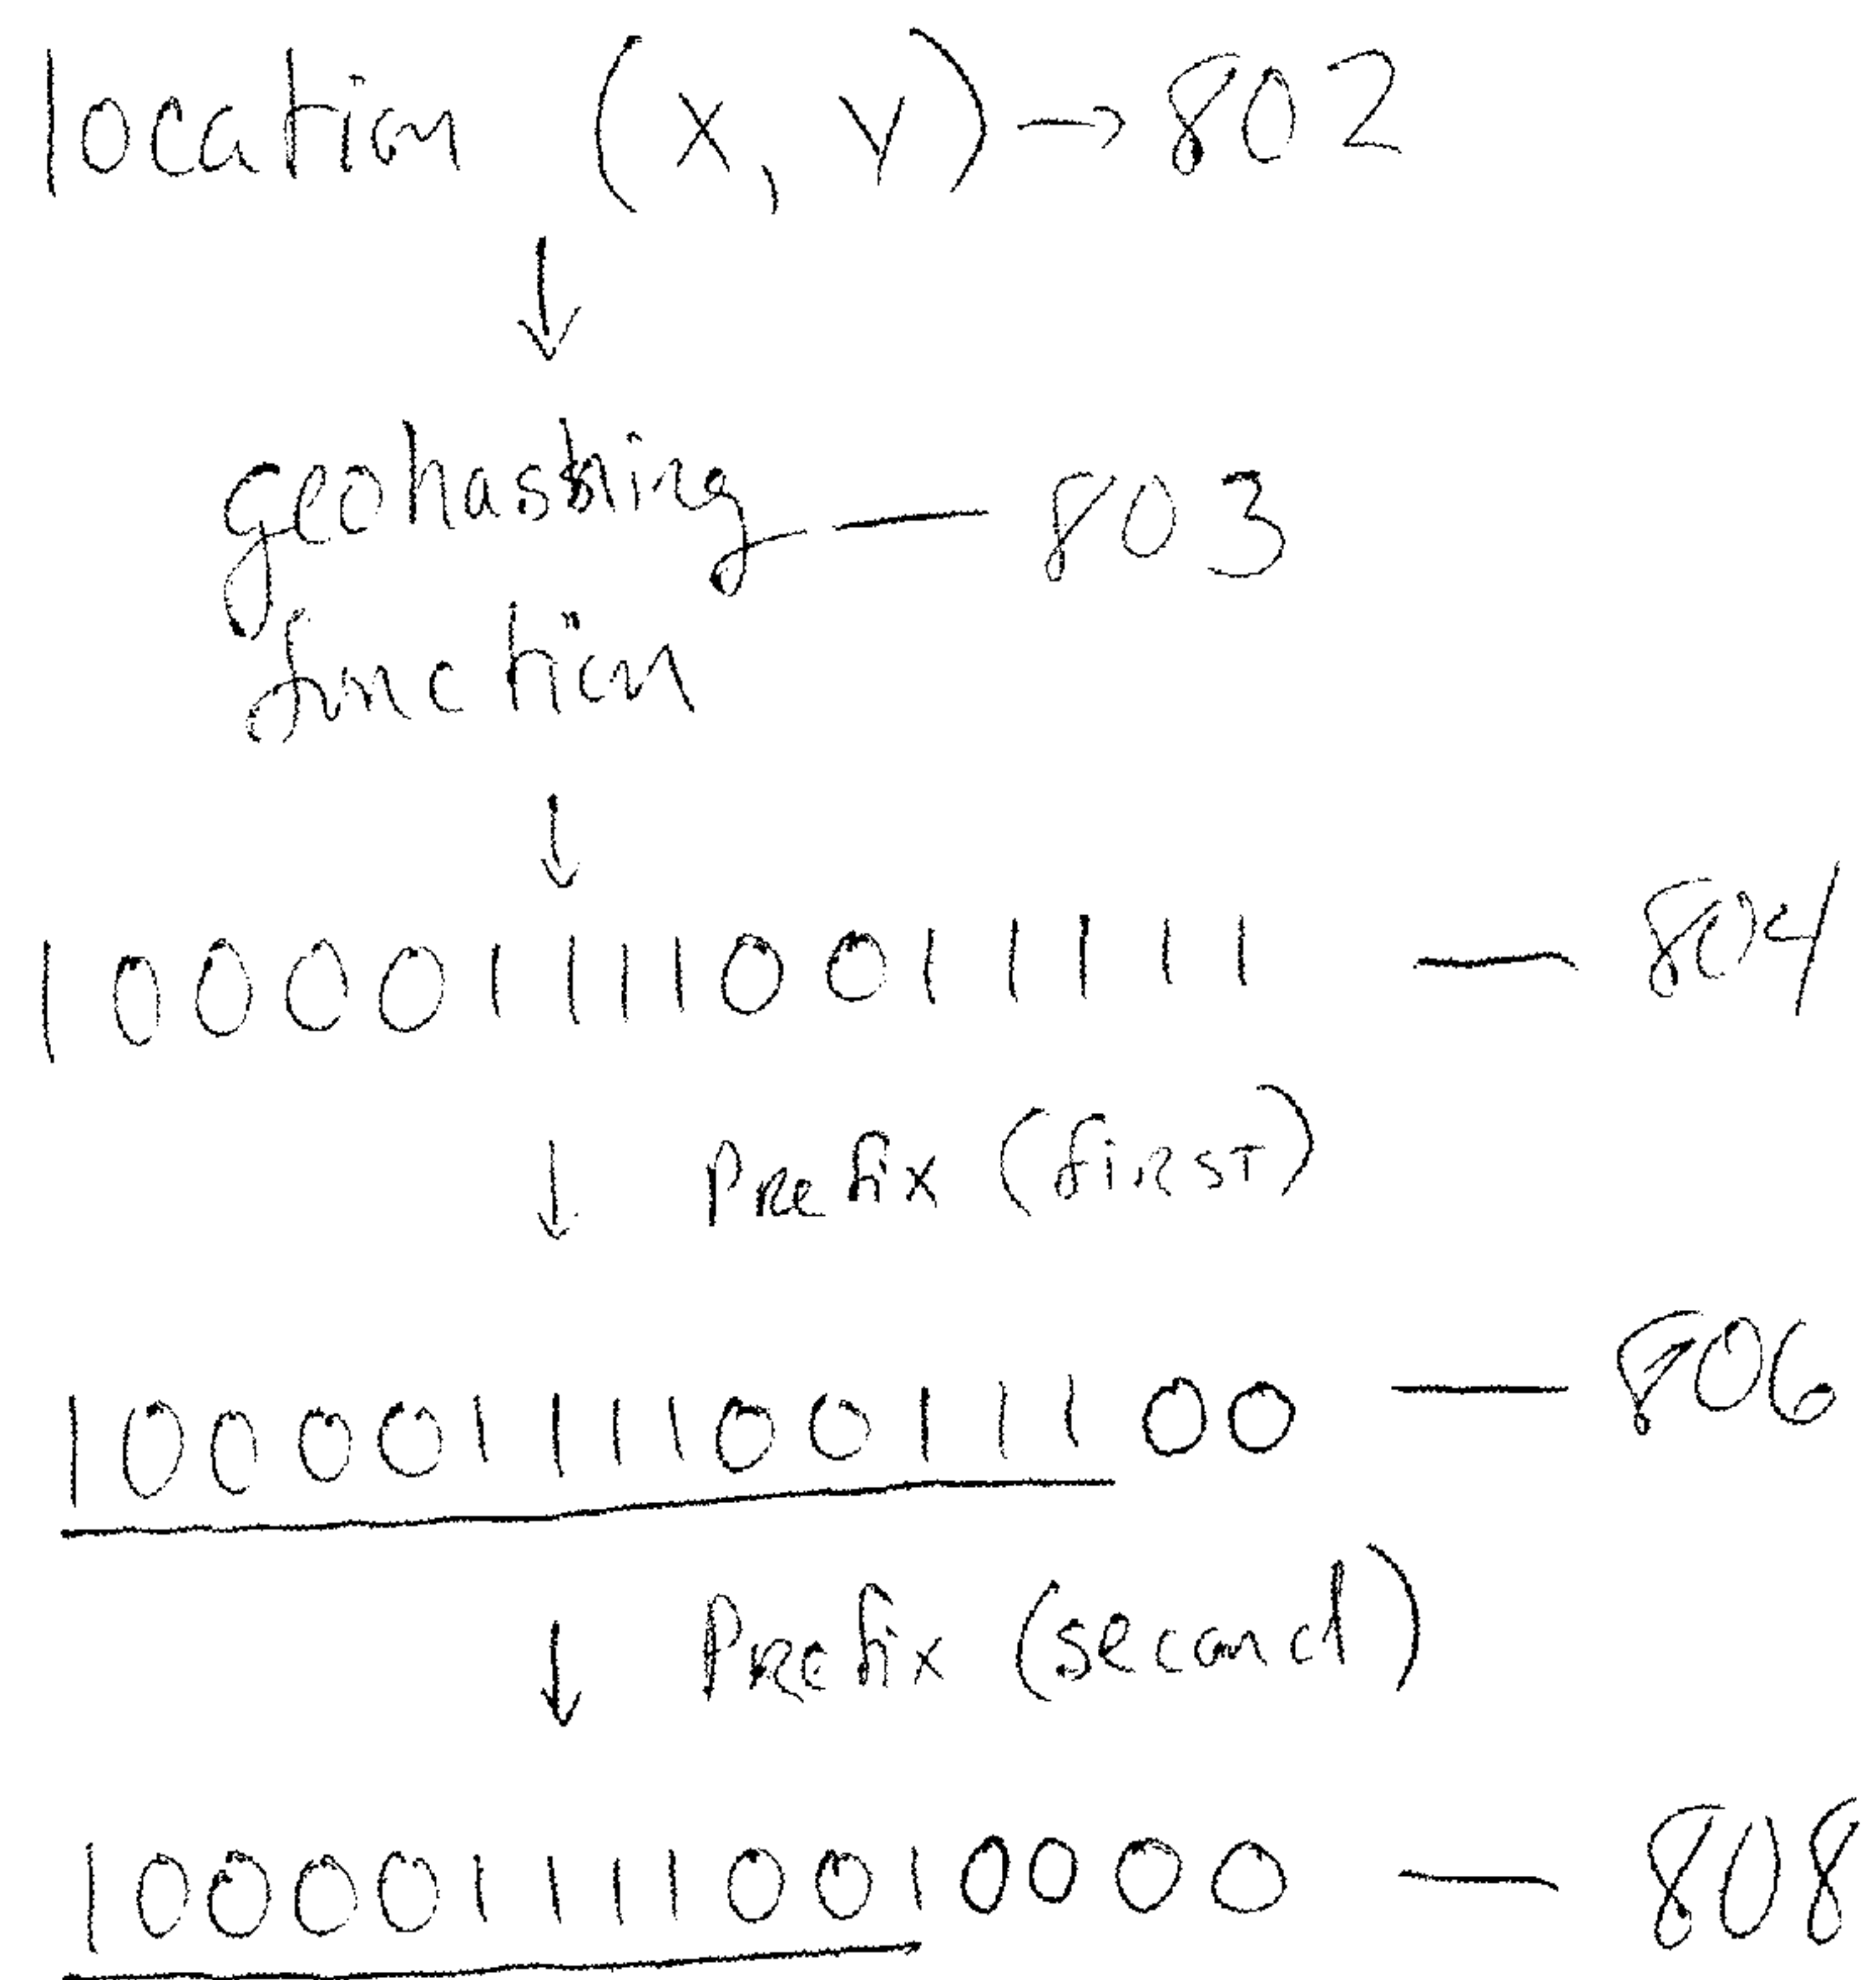 location (x, y) → 802
↓
geohashing — 803
function
↓
1000011110011111 — 804
↓ Prefix (first)
1000011110011100 — 806
↓ Prefix (second)
1000011110010000 — 808